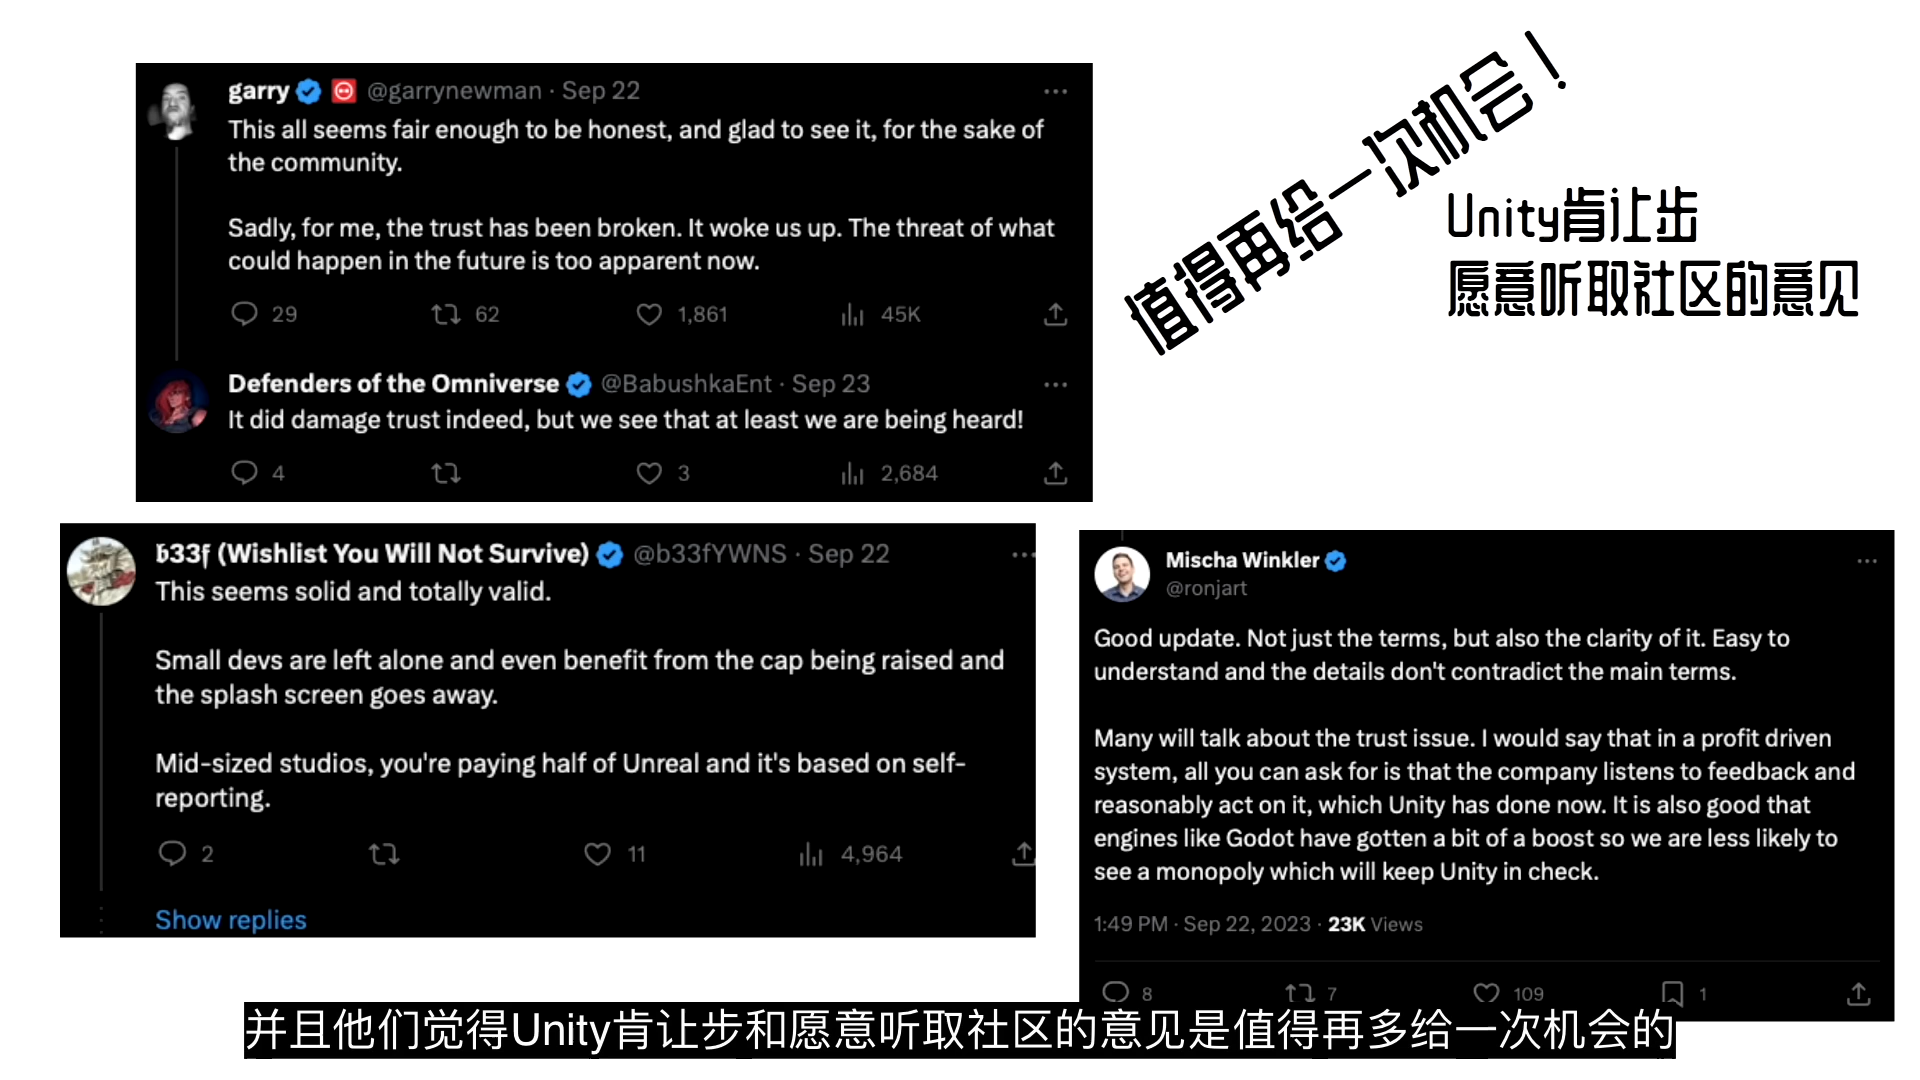 garry @garrynewman · Sep 22
This all seems fair enough to be honest, and glad to see it, for the sake of
the community.
Sadly, for me, the trust has been broken. It woke us up. The threat of what
could happen in the future is too apparent now.
29 62 1,861 45K
Defenders of the Omniverse @BabushkaEnt · Sep 23
It did damage trust indeed, but we see that at least we are being heard!
4 3 2,684
值得再给一次机会！
Unity肯让步
愿意听取社区的意见
ƀ33ƒ (Wishlist You Will Not Survive) @b33fYWNS · Sep 22
This seems solid and totally valid.
Small devs are left alone and even benefit from the cap being raised and
the splash screen goes away.
Mid-sized studios, you're paying half of Unreal and it's based on self-
reporting.
2 11 4,964
Show replies
Mischa Winkler
@ronjart
Good update. Not just the terms, but also the clarity of it. Easy to
understand and the details don't contradict the main terms.
Many will talk about the trust issue. I would say that in a profit driven
system, all you can ask for is that the company listens to feedback and
reasonably act on it, which Unity has done now. It is also good that
engines like Godot have gotten a bit of a boost so we are less likely to
see a monopoly which will keep Unity in check.
1:49 PM · Sep 22, 2023 · 23K Views
8 7 109 1
并且他们觉得Unity肯让步和愿意听取社区的意见是值得再多给一次机会的